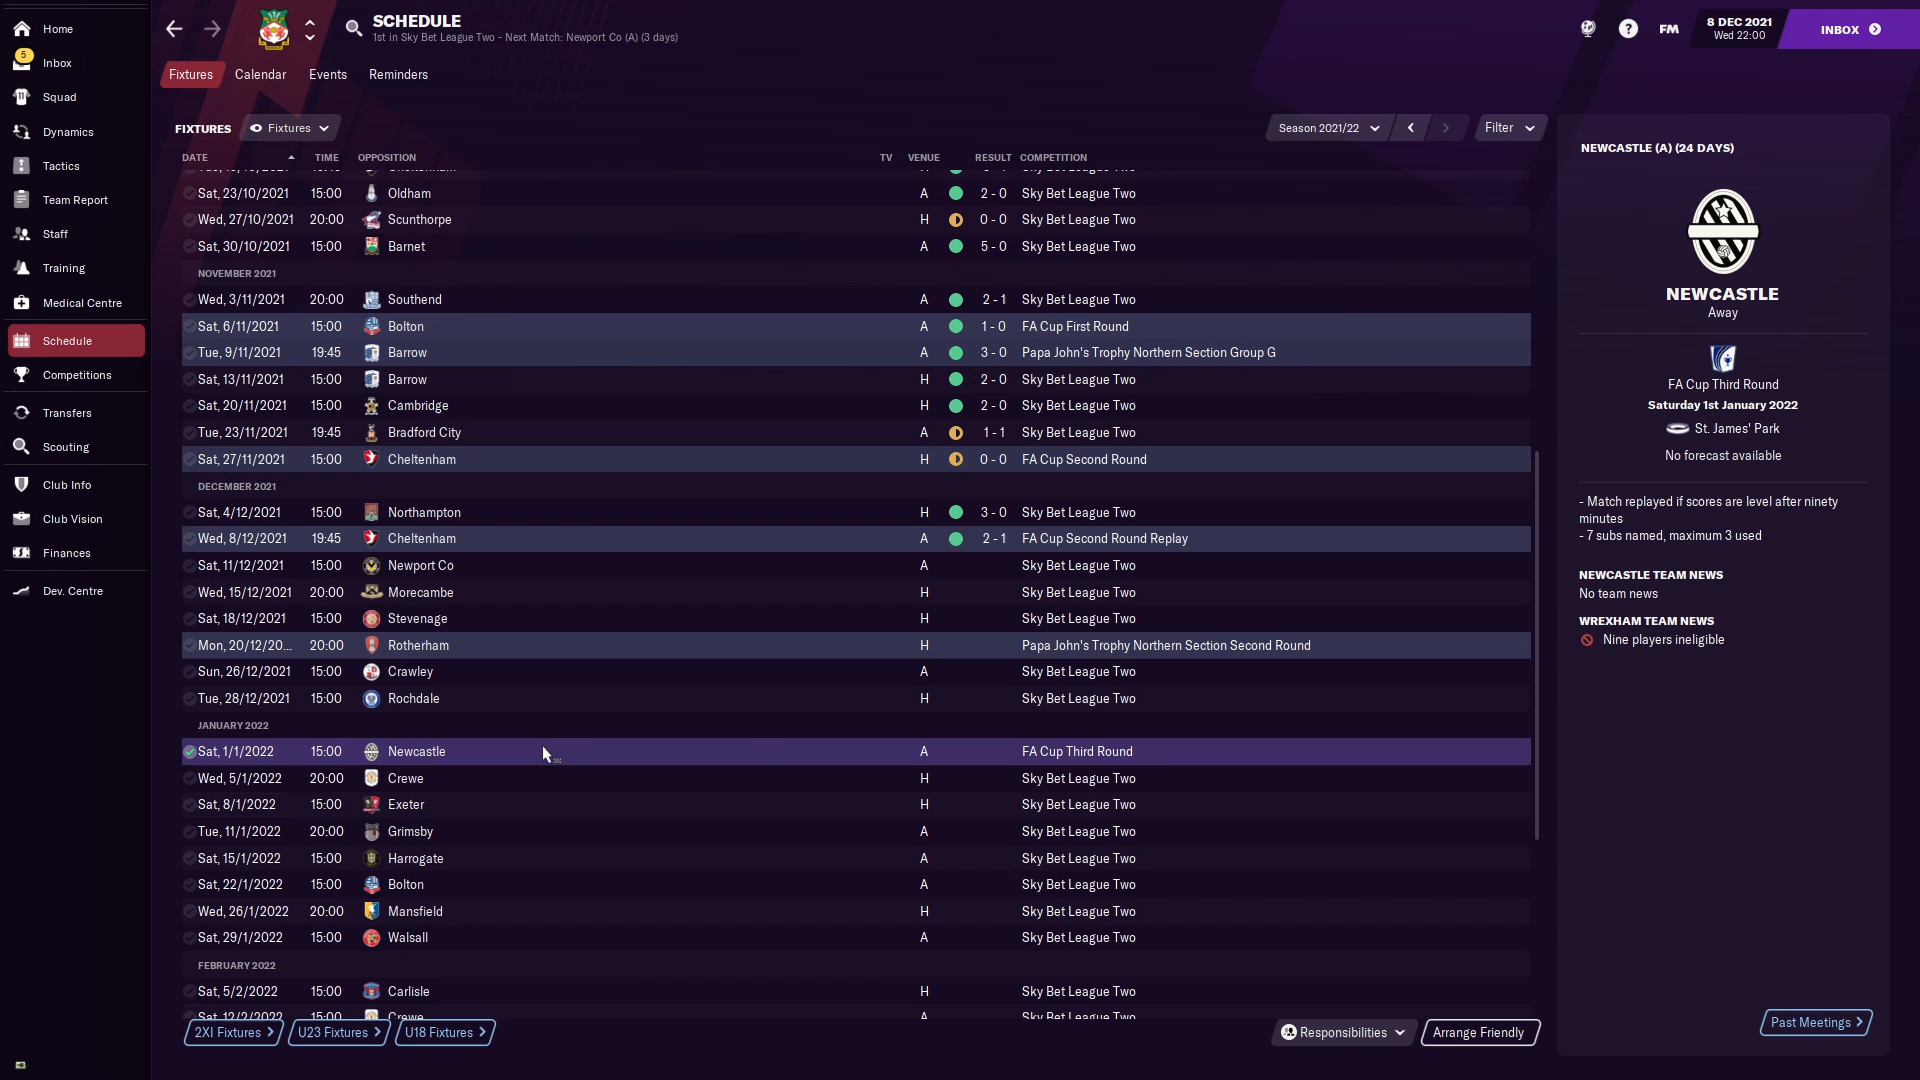 Home
5
Inbox
Squad
Dynamics
Tactics
Team Report
Staff
Training
Medical Centre
Schedule
Competitions
Transfers
Scouting
Club Info
Club Vision
Finances
Dev. Centre
SCHEDULE
1st in Sky Bet League Two - Next Match: Newport Co (A) (3 days)
FM
8 DEC 2021
Wed 22:00
INBOX
Fixtures Calendar Events Reminders
FIXTURES Fixtures Season 2021/22 Filter
DATE TIME OPPOSITION TV VENUE RESULT COMPETITION
Sat, 23/10/2021 15:00 Oldham A 2 - 0 Sky Bet League Two
Wed, 27/10/2021 20:00 Scunthorpe H 0 - 0 Sky Bet League Two
Sat, 30/10/2021 15:00 Barnet A 5 - 0 Sky Bet League Two
NOVEMBER 2021
Wed, 3/11/2021 20:00 Southend A 2 - 1 Sky Bet League Two
Sat, 6/11/2021 15:00 Bolton A 1 - 0 FA Cup First Round
Tue, 9/11/2021 19:45 Barrow A 3 - 0 Papa John's Trophy Northern Section Group G
Sat, 13/11/2021 15:00 Barrow H 2 - 0 Sky Bet League Two
Sat, 20/11/2021 15:00 Cambridge H 2 - 0 Sky Bet League Two
Tue, 23/11/2021 19:45 Bradford City A 1 - 1 Sky Bet League Two
Sat, 27/11/2021 15:00 Cheltenham H 0 - 0 FA Cup Second Round
DECEMBER 2021
Sat, 4/12/2021 15:00 Northampton H 3 - 0 Sky Bet League Two
Wed, 8/12/2021 19:45 Cheltenham A 2 - 1 FA Cup Second Round Replay
Sat, 11/12/2021 15:00 Newport Co A Sky Bet League Two
Wed, 15/12/2021 20:00 Morecambe H Sky Bet League Two
Sat, 18/12/2021 15:00 Stevenage H Sky Bet League Two
Mon, 20/12/20... 20:00 Rotherham H Papa John's Trophy Northern Section Second Round
Sun, 26/12/2021 15:00 Crawley A Sky Bet League Two
Tue, 28/12/2021 15:00 Rochdale H Sky Bet League Two
JANUARY 2022
Sat, 1/1/2022 15:00 Newcastle A FA Cup Third Round
Wed, 5/1/2022 20:00 Crewe H Sky Bet League Two
Sat, 8/1/2022 15:00 Exeter H Sky Bet League Two
Tue, 11/1/2022 20:00 Grimsby A Sky Bet League Two
Sat, 15/1/2022 15:00 Harrogate A Sky Bet League Two
Sat, 22/1/2022 15:00 Bolton A Sky Bet League Two
Wed, 26/1/2022 20:00 Mansfield H Sky Bet League Two
Sat, 29/1/2022 15:00 Walsall A Sky Bet League Two
FEBRUARY 2022
Sat, 5/2/2022 15:00 Carlisle H Sky Bet League Two
Sat, 12/2/2022 15:00 Crewe A Sky Bet League Two
2XI Fixtures U23 Fixtures U18 Fixtures Responsibilities Arrange Friendly
NEWCASTLE (A) (24 DAYS)
NEWCASTLE
Away
FA Cup Third Round
Saturday 1st January 2022
St. James' Park
No forecast available
- Match replayed if scores are level after ninety
minutes
- 7 subs named, maximum 3 used
NEWCASTLE TEAM NEWS
No team news
WREXHAM TEAM NEWS
Nine players ineligible
Past Meetings